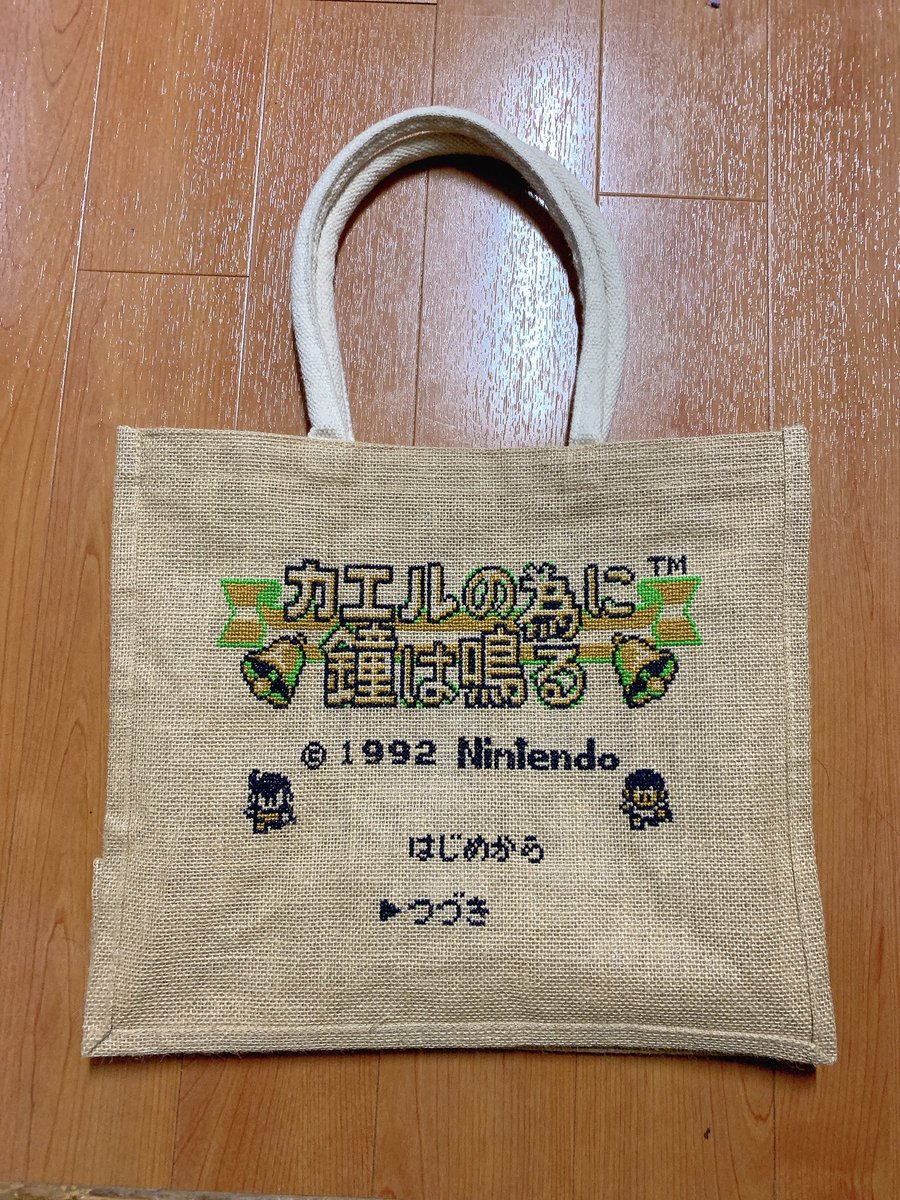 カエルの為に™
鐘は鳴る
© 1992 Nintendo
はじめから
▶つづき